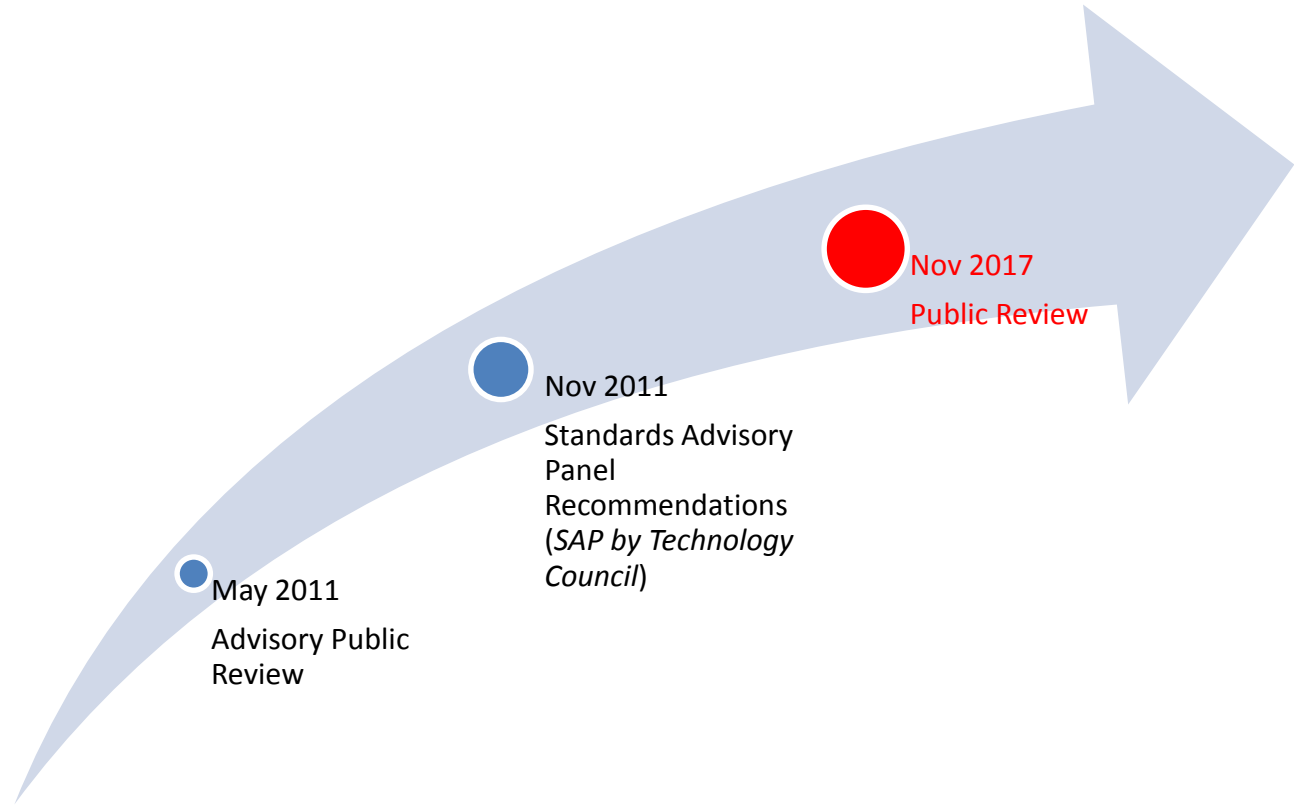 May 2011
Advisory Public
Review
Nov 2011
Standards Advisory
Panel
Recommendations
(SAP by Technology
Council)
Nov 2017
Public Review